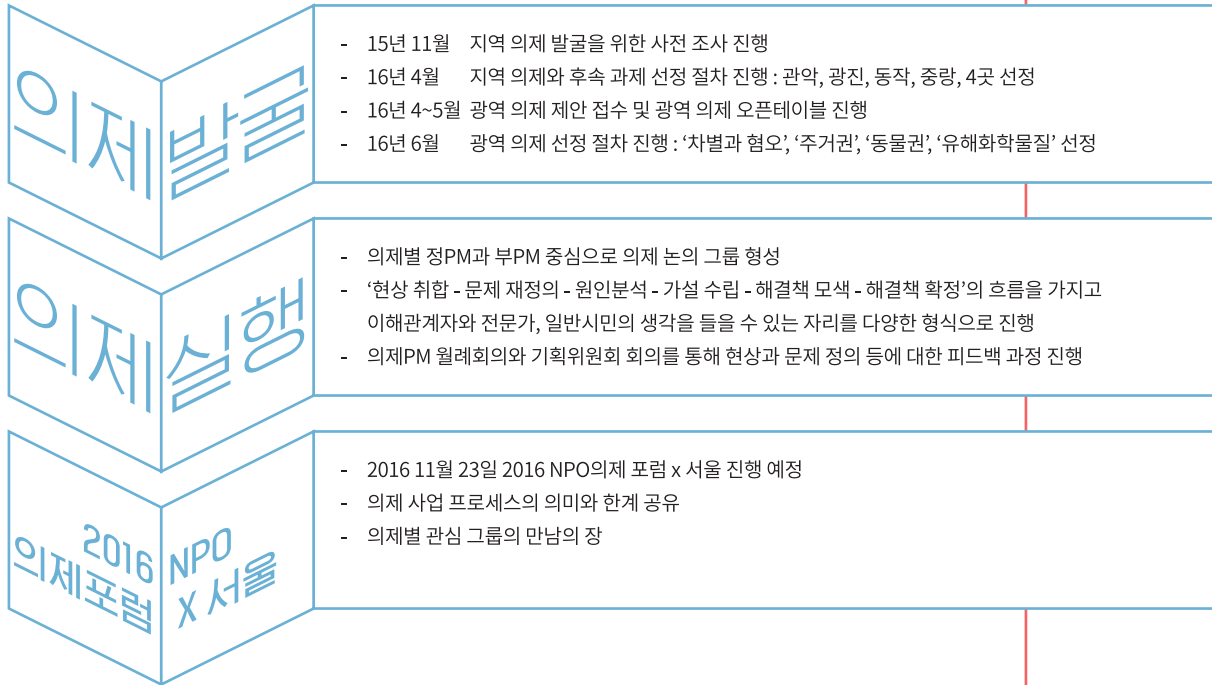 의제발굴
- 15년 11월 지역 의제 발굴을 위한 사전 조사 진행
- 16년 4월 지역 의제와 후속 과제 선정 절차 진행 : 관악, 광진, 동작, 중랑, 4곳 선정
- 16년 4~5월 광역 의제 제안 접수 및 광역 의제 오픈테이블 진행
- 16년 6월 광역 의제 선정 절차 진행 : ‘차별과 혐오’, ‘주거권’, ‘동물권’, ‘유해화학물질’ 선정
의제실행
- 의제별 정PM과 부PM 중심으로 의제 논의 그룹 형성
- ‘현상 취합 - 문제 재정의 - 원인분석 - 가설 수립 - 해결책 모색 - 해결책 확정’의 흐름을 가지고
이해관계자와 전문가, 일반시민의 생각을 들을 수 있는 자리를 다양한 형식으로 진행
- 의제PM 월례회의와 기획위원회 회의를 통해 현상과 문제 정의 등에 대한 피드백 과정 진행
2016 NPO
의제포럼 X 서울
- 2016 11월 23일 2016 NPO의제 포럼 x 서울 진행 예정
- 의제 사업 프로세스의 의미와 한계 공유
- 의제별 관심 그룹의 만남의 장